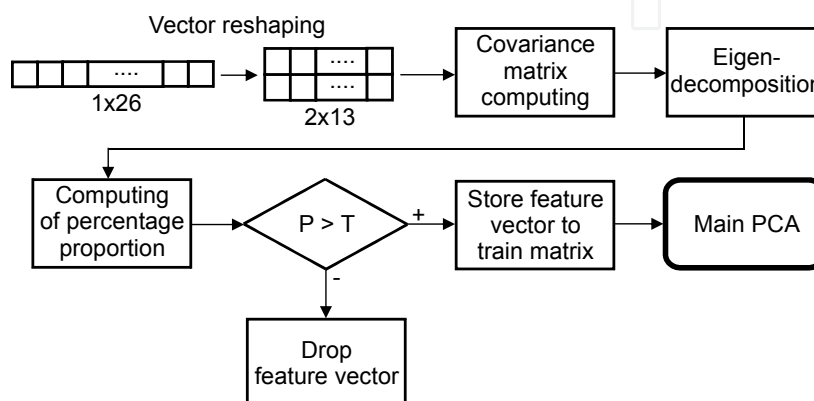 Vector reshaping
....
1x26
....
....
2x13
Covariance
matrix
computing
Eigen-
decomposition
Computing
of percentage
proportion
P > T
+
-
Store feature
vector to
train matrix
Main PCA
Drop
feature vector